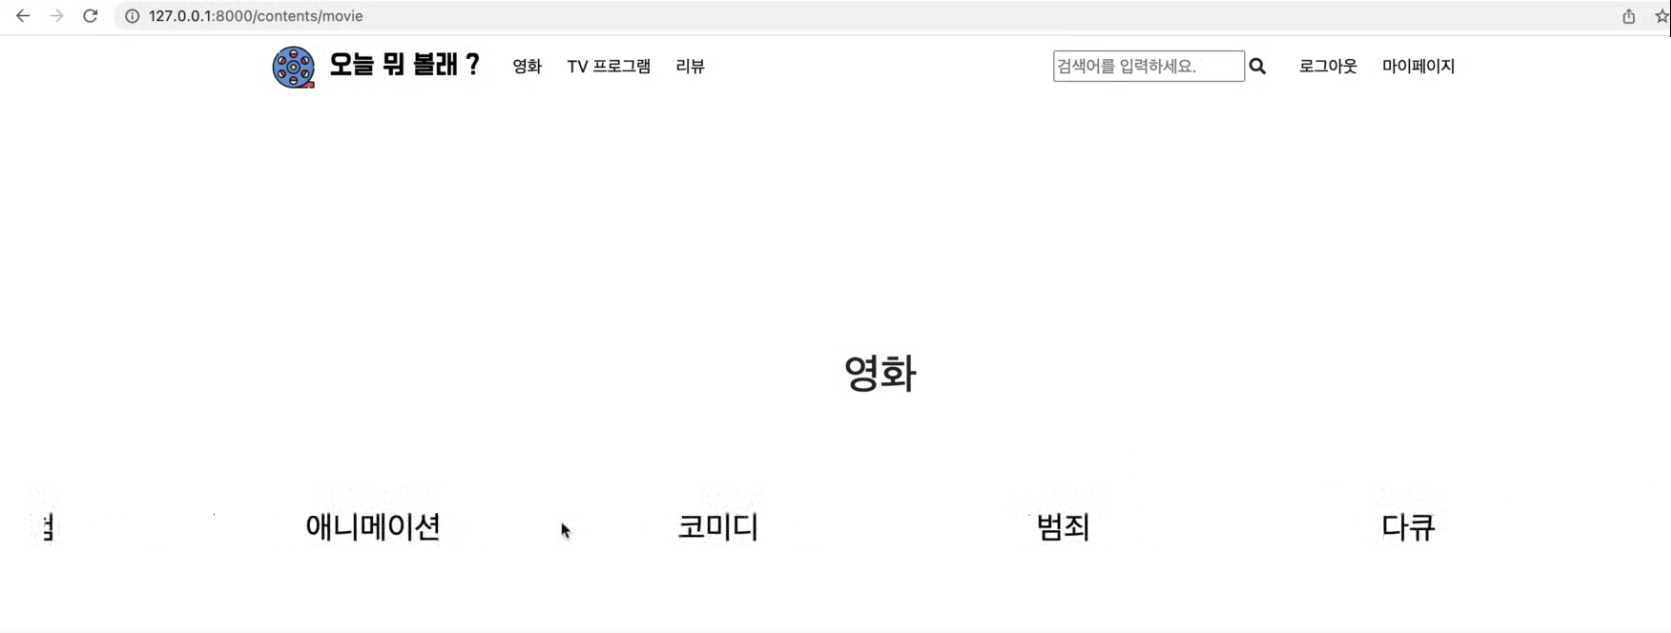 127.0.0.1:8000/contents/movie
오늘 뭐 볼래 ? 영화 TV 프로그램 리뷰 검색어를 입력하세요. 로그아웃 마이페이지
영화
애니메이션 코미디 범죄 다큐